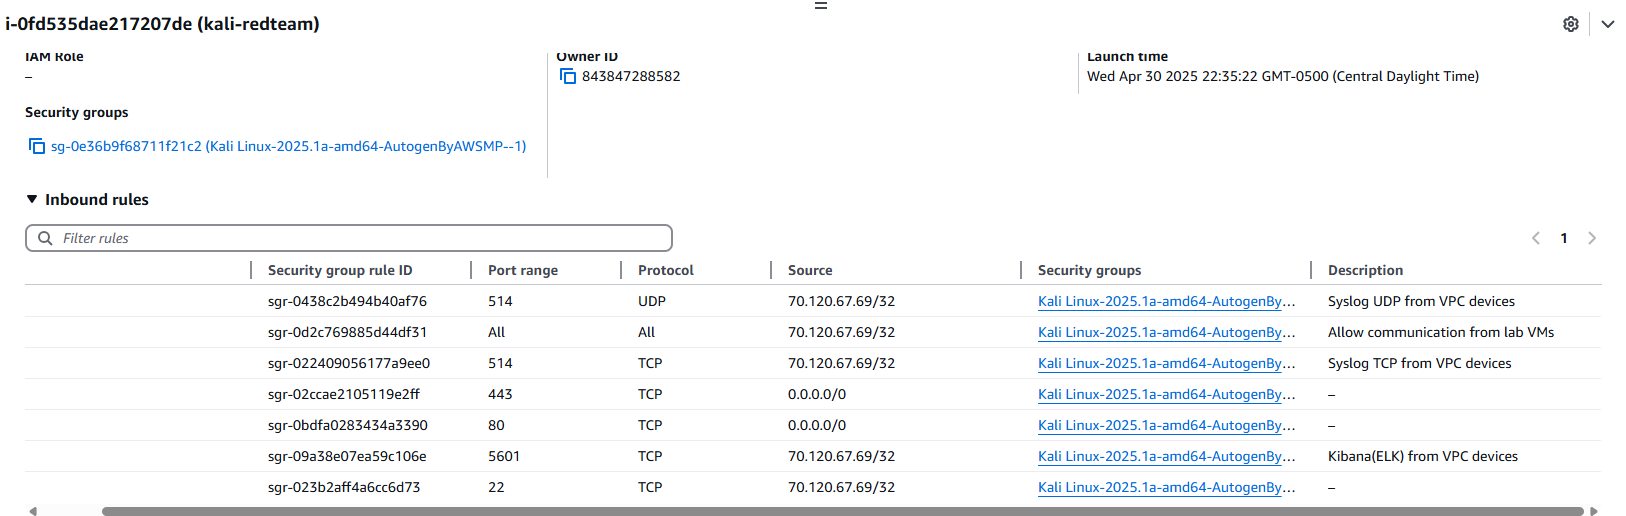 i-0fd535dae217207de (kali-redteam)
IAM Role
Owner ID
Launch time
–
843847288582
Wed Apr 30 2025 22:35:22 GMT-0500 (Central Daylight Time)
Security groups
sg-0e36b9f68711f21c2 (Kali Linux-2025.1a-amd64-AutogenByAWSMP--1)
Inbound rules
Filter rules
1
Security group rule ID Port range Protocol Source Security groups Description
sgr-0438c2b494b40af76 514 UDP 70.120.67.69/32 Kali Linux-2025.1a-amd64-AutogenBy... Syslog UDP from VPC devices
sgr-0d2c769885d44df31 All All 70.120.67.69/32 Kali Linux-2025.1a-amd64-AutogenBy... Allow communication from lab VMs
sgr-022409056177a9ee0 514 TCP 70.120.67.69/32 Kali Linux-2025.1a-amd64-AutogenBy... Syslog TCP from VPC devices
sgr-02ccae2105119e2ff 443 TCP 0.0.0.0/0 Kali Linux-2025.1a-amd64-AutogenBy... –
sgr-0bdfa0283434a3390 80 TCP 0.0.0.0/0 Kali Linux-2025.1a-amd64-AutogenBy... –
sgr-09a38e07ea59c106e 5601 TCP 70.120.67.69/32 Kali Linux-2025.1a-amd64-AutogenBy... Kibana(ELK) from VPC devices
sgr-023b2aff4a6cc6d73 22 TCP 70.120.67.69/32 Kali Linux-2025.1a-amd64-AutogenBy... –